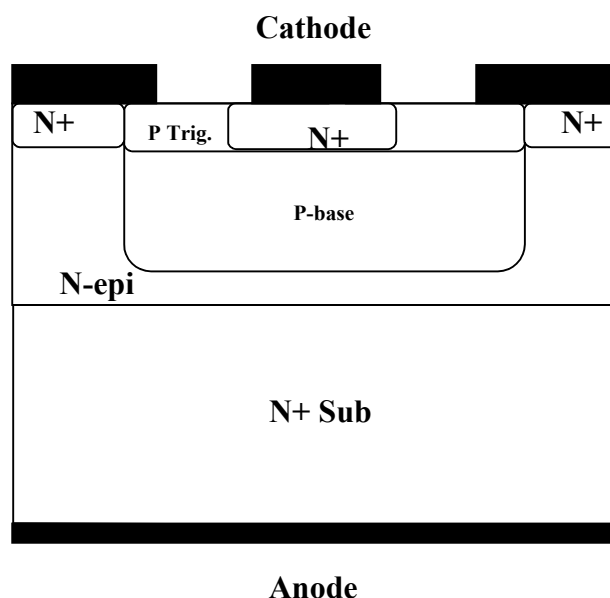 Cathode
N+
P Trig.
N+
N+
P-base
N-epi
N+ Sub
Anode